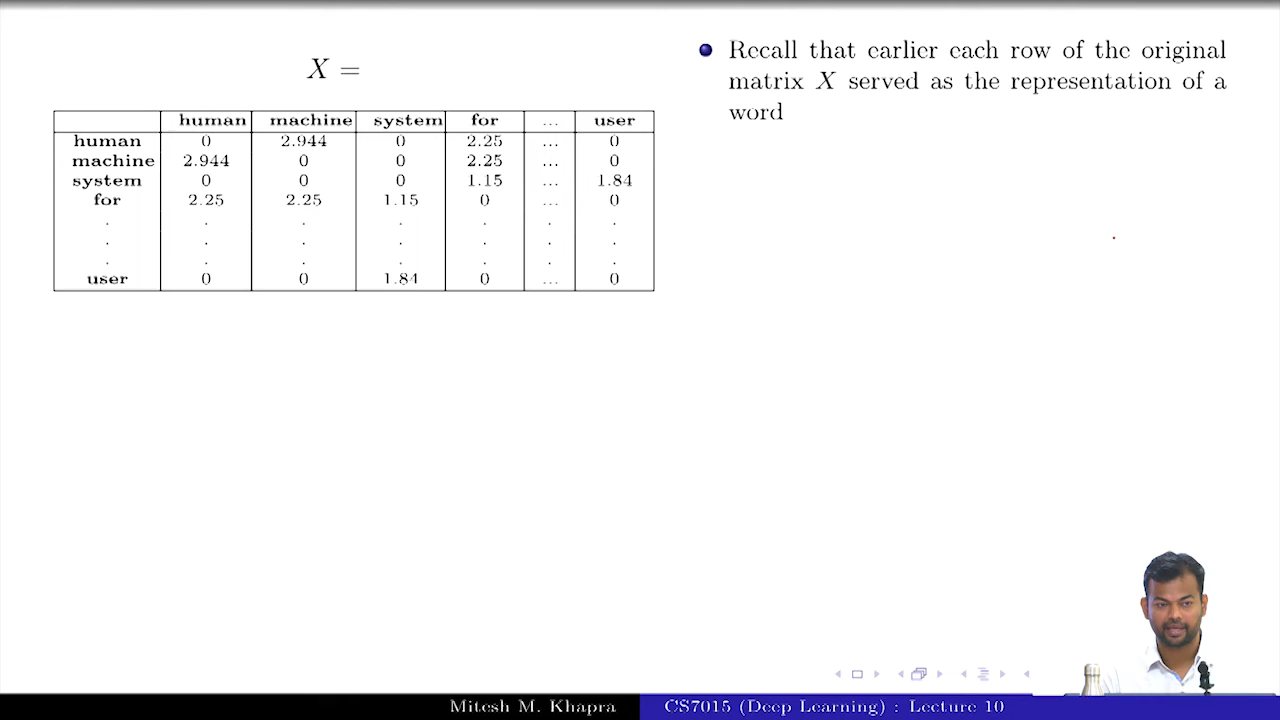 X =
human machine system for ... user
human 0 2.944 0 2.25 ... 0
machine 2.944 0 0 2.25 ... 0
system 0 0 0 1.15 ... 1.84
for 2.25 2.25 1.15 0 ... 0
. . . . . . .
. . . . . . .
. . . . . . .
user 0 0 1.84 0 ... 0
Recall that earlier each row of the original
matrix X served as the representation of a
word
Mitesh M. Khapra CS7015 (Deep Learning) : Lecture 10